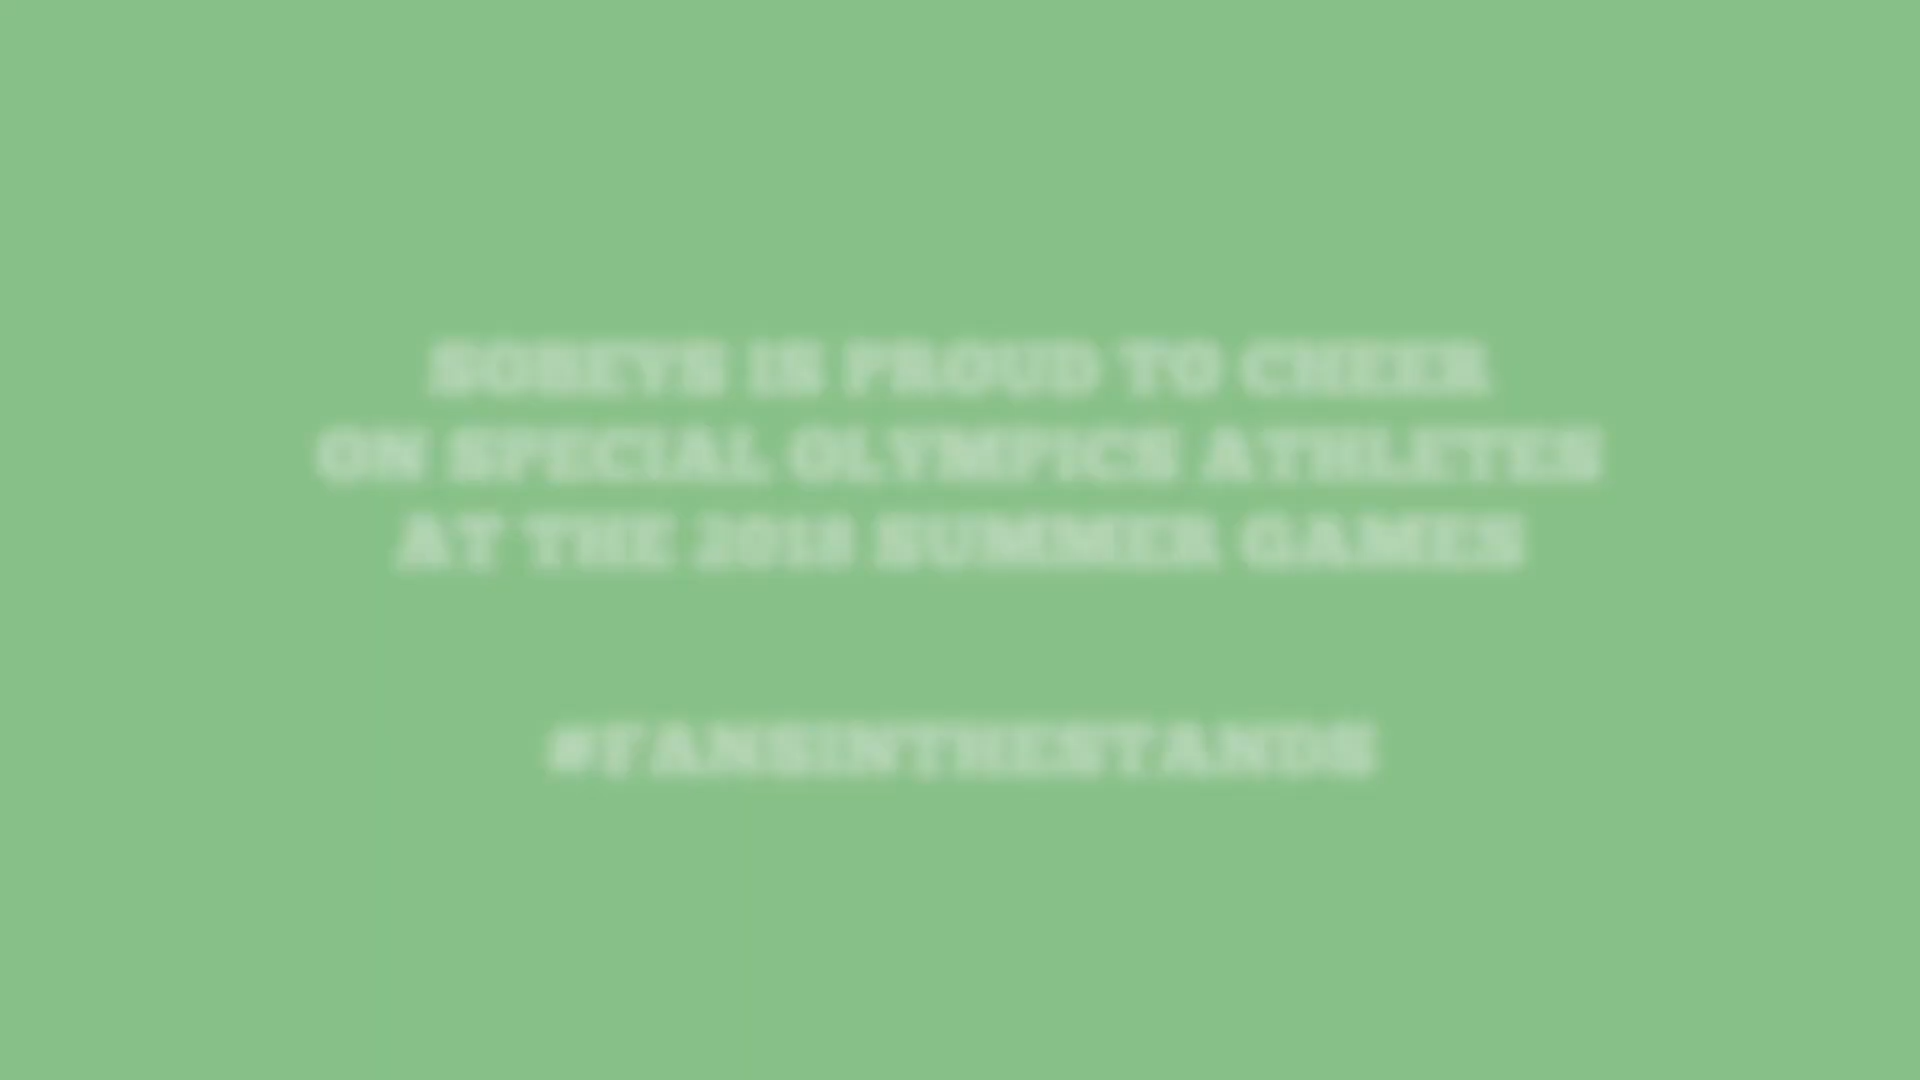 SOBEYS IS PROUD TO CHEER
ON SPECIAL OLYMPICS ATHLETES
AT THE 2018 SUMMER GAMES
#FANSINTHESTANDS